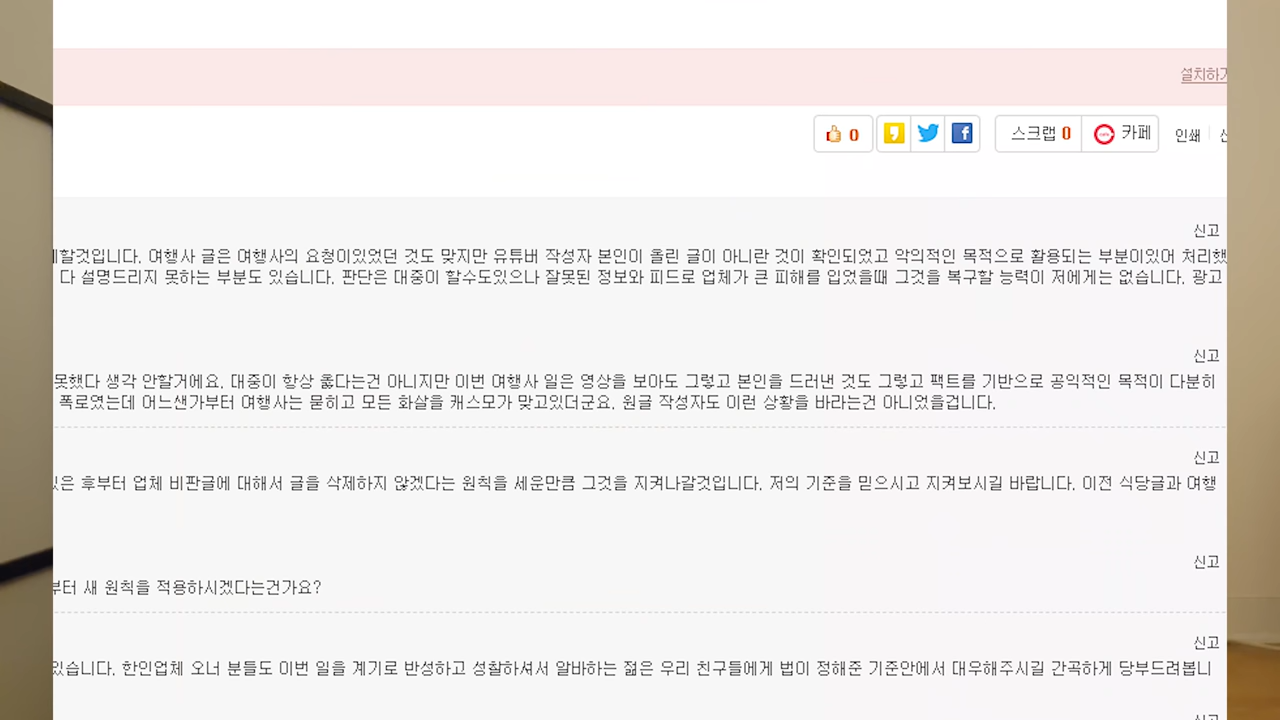 설치하기
0
스크랩 0
카페
인쇄
신고
할것입니다. 여행사 글은 여행사의 요청이있었던 것도 맞지만 유튜버 작성자 본인이 올린 글이 아니란 것이 확인되었고 악의적인 목적으로 활용되는 부분이있어 처리했
다 설명드리지 못하는 부분도 있습니다. 판단은 대중이 할수도있으나 잘못된 정보와 피드로 업체가 큰 피해를 입었을때 그것을 복구할 능력이 저에게는 없습니다. 광고
신고
못했다 생각 안할거에요. 대중이 항상 옳다는건 아니지만 이번 여행사 일은 영상을 보아도 그렇고 본인을 드러낸 것도 그렇고 팩트를 기반으로 공익적인 목적이 다분히
폭로였는데 어느샌가부터 여행사는 묻히고 모든 화살을 캐스모가 맞고있더군요. 원글 작성자도 이런 상황을 바라는건 아니었을겁니다.
신고
은 후부터 업체 비판글에 대해서 글을 삭제하지 않겠다는 원칙을 세운만큼 그것을 지켜나갈것입니다. 저의 기준을 믿으시고 지켜보시길 바랍니다. 이전 식당글과 여행
신고
부터 새 원칙을 적용하시겠다는건가요?
신고
있습니다. 한인업체 오너 분들도 이번 일을 계기로 반성하고 성찰하셔서 알바하는 젊은 우리 친구들에게 법이 정해준 기준안에서 대우해주시길 간곡하게 당부드려봅니